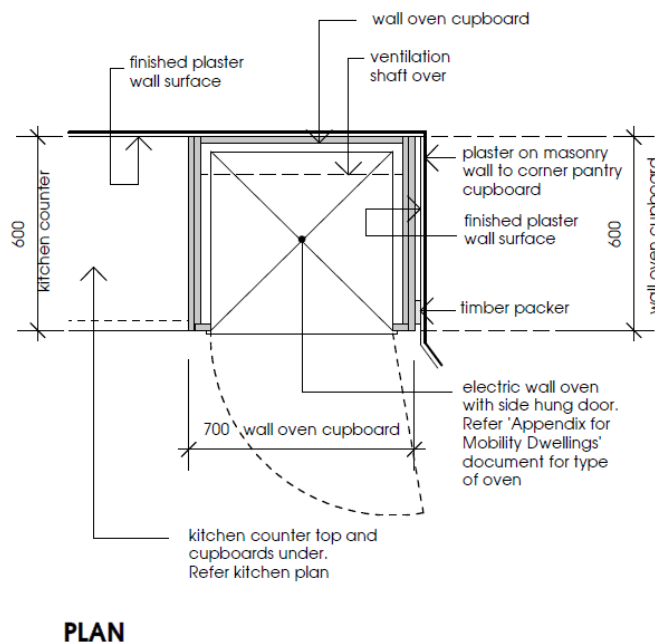 wall oven cupboard
finished plaster
wall surface
ventilation
shaft over
600
kitchen counter
plaster on masonry
wall to corner pantry
cupboard
finished plaster
wall surface
600
wall oven cupboard
timber packer
700 wall oven cupboard
electric wall oven
with side hung door.
Refer 'Appendix for
Mobility Dwellings'
document for type
of oven
kitchen counter top and
cupboards under.
Refer kitchen plan
PLAN